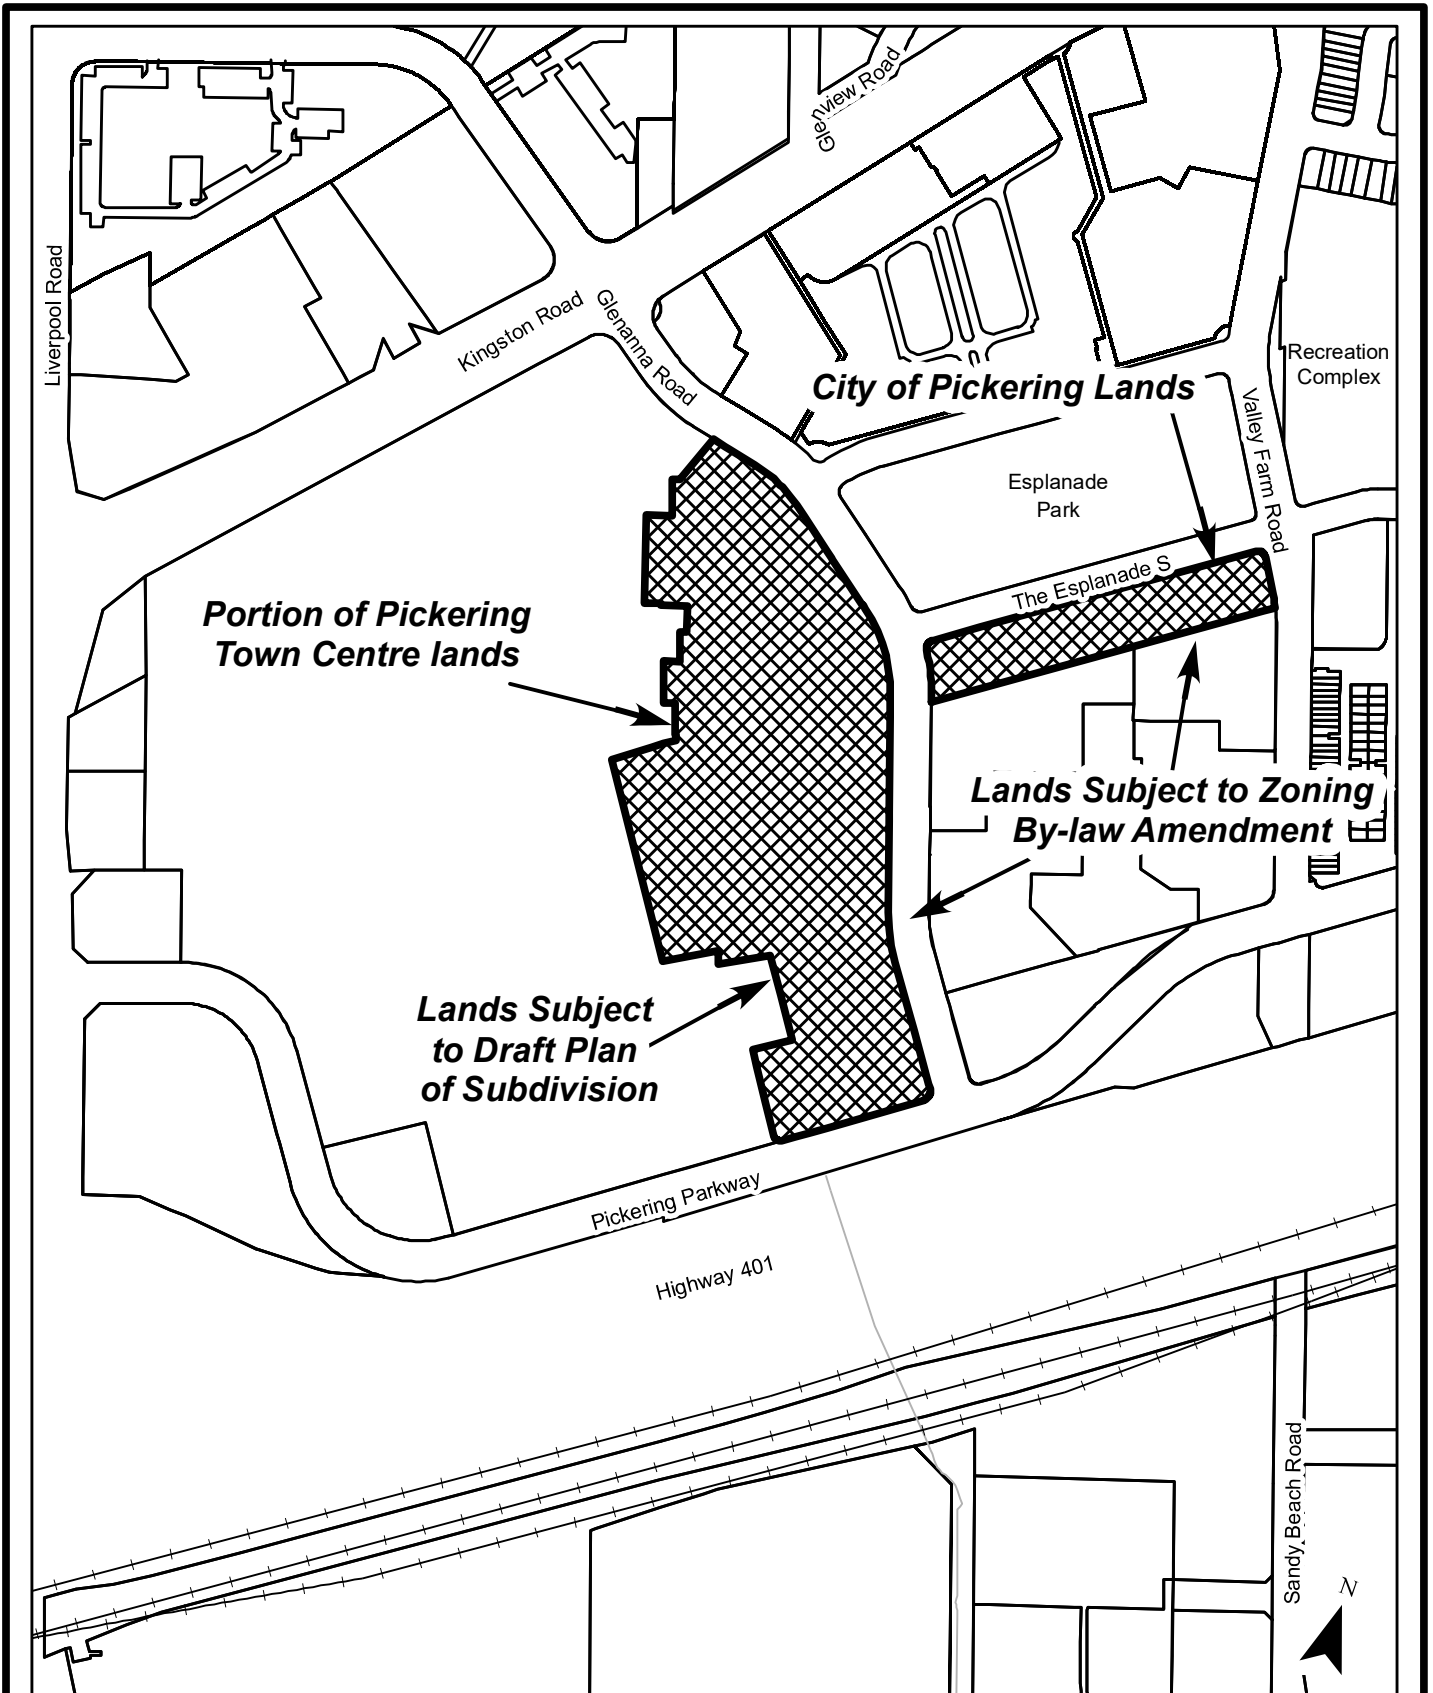 Glenview Road
Liverpool Road
Kingston Road
Glenanna Road
Recreation
Complex
City of Pickering Lands
Valley Farm Road
Esplanade
Park
The Esplanade S
Portion of Pickering
Town Centre lands
Lands Subject to Zoning
By-law Amendment
Lands Subject
to Draft Plan
of Subdivision
Pickering Parkway
Highway 401
Sandy Beach Road
N